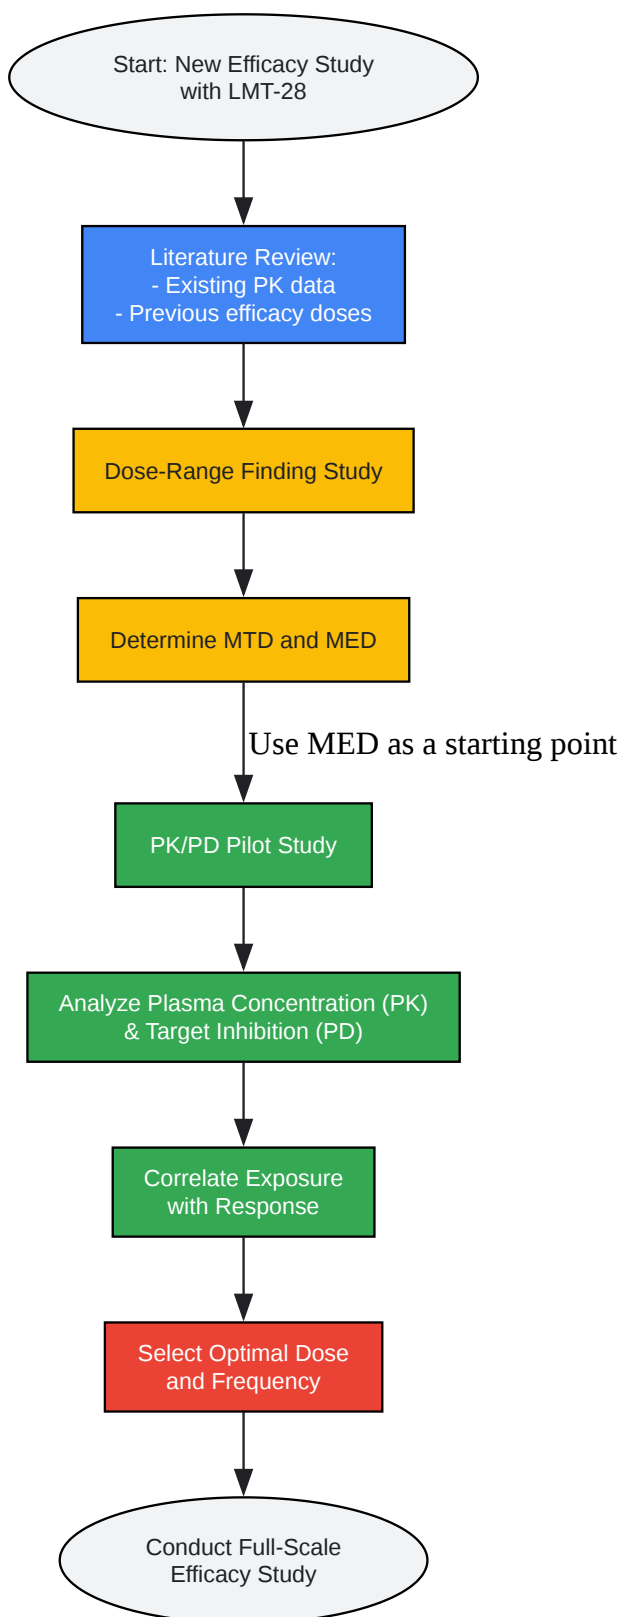 Start: New Efficacy Study
with LMT-28
Literature Review:
- Existing PK data
- Previous efficacy doses
Dose-Range Finding Study
Determine MTD and MED
Use MED as a starting point
PK/PD Pilot Study
Analyze Plasma Concentration (PK)
& Target Inhibition (PD)
Correlate Exposure
with Response
Select Optimal Dose
and Frequency
Conduct Full-Scale
Efficacy Study